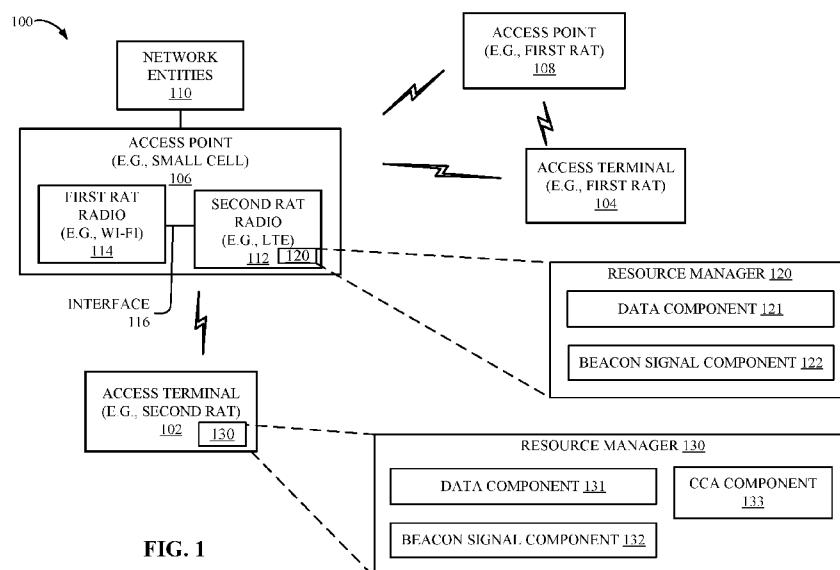 100
NETWORK
ENTITIES
110
ACCESS POINT
(E.G., FIRST RAT)
108
ACCESS POINT
(E.G., SMALL CELL)
106
FIRST RAT
RADIO
(E.G., WI-FI)
114
SECOND RAT
RADIO
(E.G., LTE)
112
120
ACCESS TERMINAL
(E.G., FIRST RAT)
104
INTERFACE
116
RESOURCE MANAGER 120
DATA COMPONENT 121
BEACON SIGNAL COMPONENT 122
ACCESS TERMINAL
(E.G., SECOND RAT)
102
130
RESOURCE MANAGER 130
DATA COMPONENT 131
CCA COMPONENT
133
BEACON SIGNAL COMPONENT 132
FIG. 1